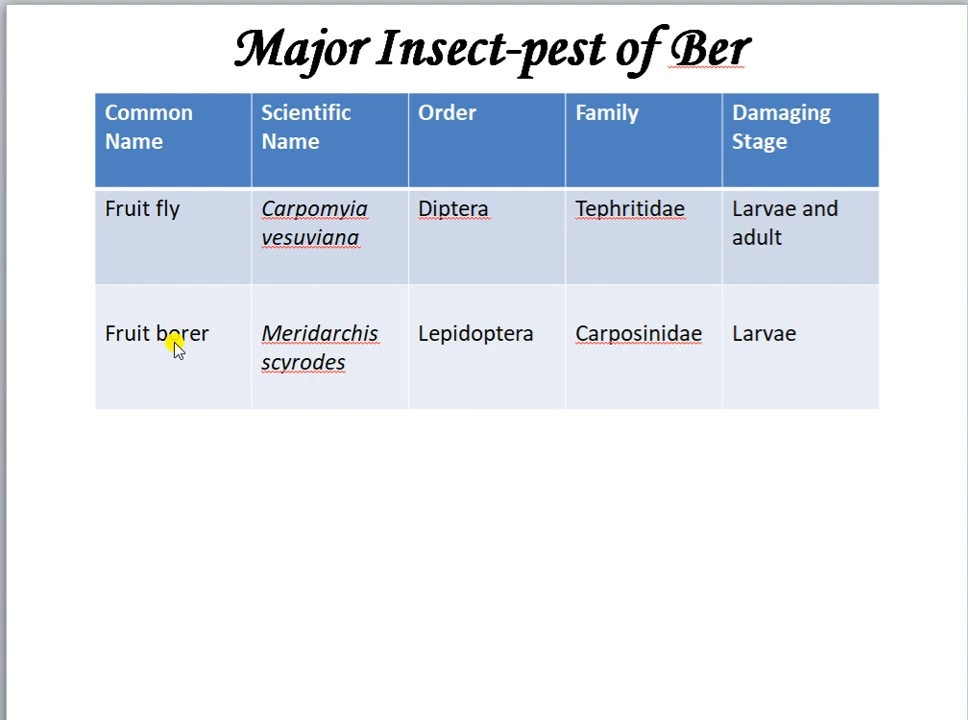 Major Insect-pest of Ber
Common Name
Scientific Name
Order
Family
Damaging Stage
Fruit fly
Carpomyia vesuviana
Diptera
Tephritidae
Larvae and adult
Fruit borer
Meridarchis scyrodes
Lepidoptera
Carposinidae
Larvae